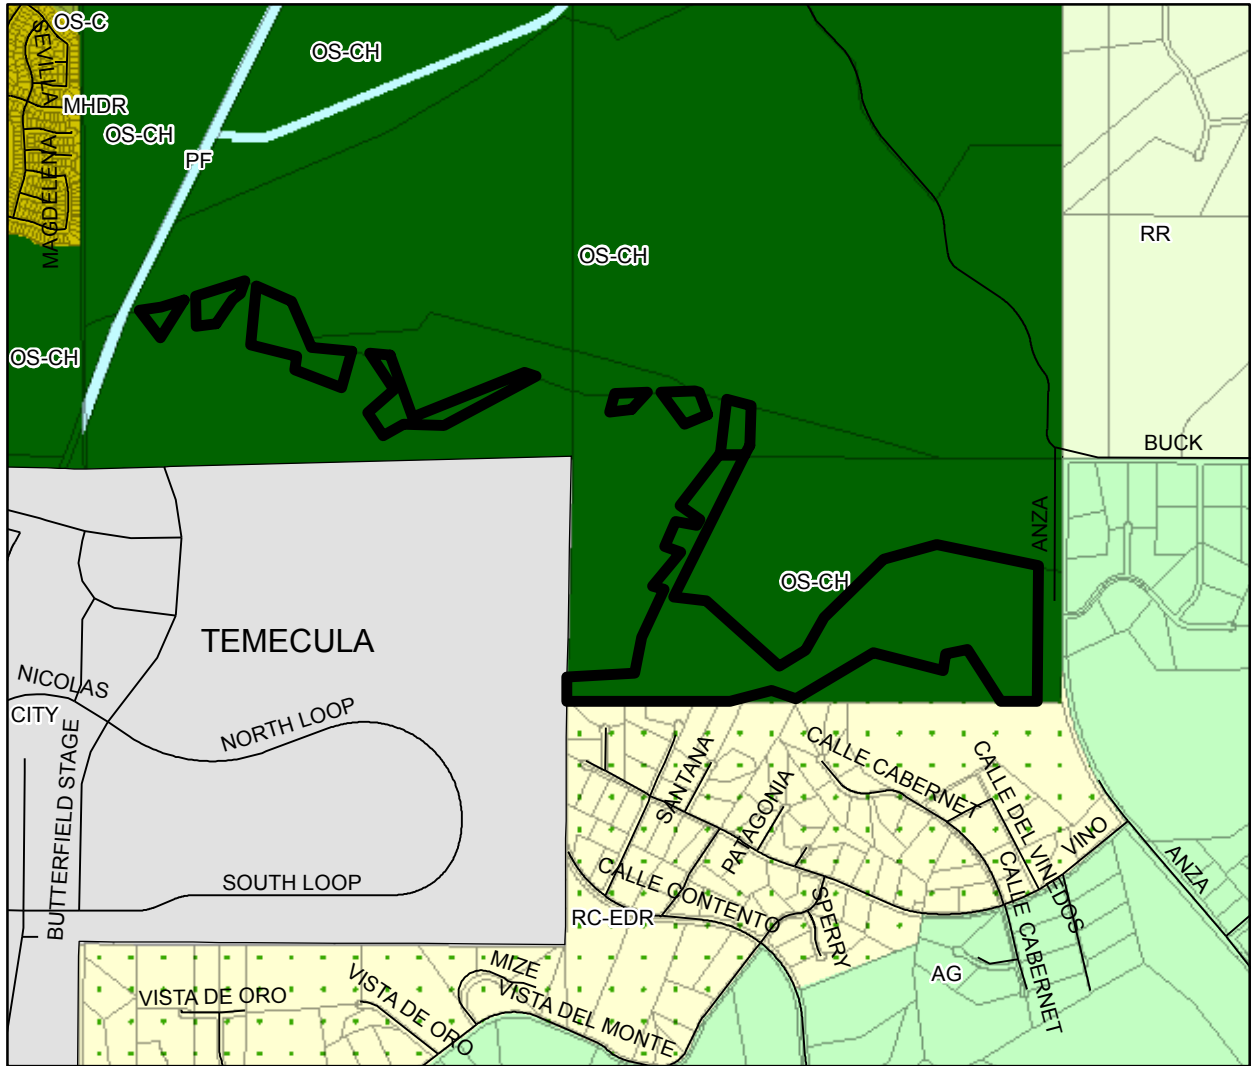 OS-C
SEVILLA
OS-CH
MHDR
OS-CH
PF
MAGDELENA
RR
OS-CH
OS-CH
BUCK
ANZA
OS-CH
TEMECULA
NICOLAS
CITY
NORTH LOOP
BUTTERFIELD STAGE
SOUTH LOOP
SANTANA
PATAGONIA
CALLE CABERNET
CALLE DEL VINEDOS
VINO
ANZA
CALLE CONTENTO
CALLE CABERNET
SPERRY
RC-EDR
AG
MIZE
VISTA DE ORO
VISTA DE ORO
VISTA DEL MONTE